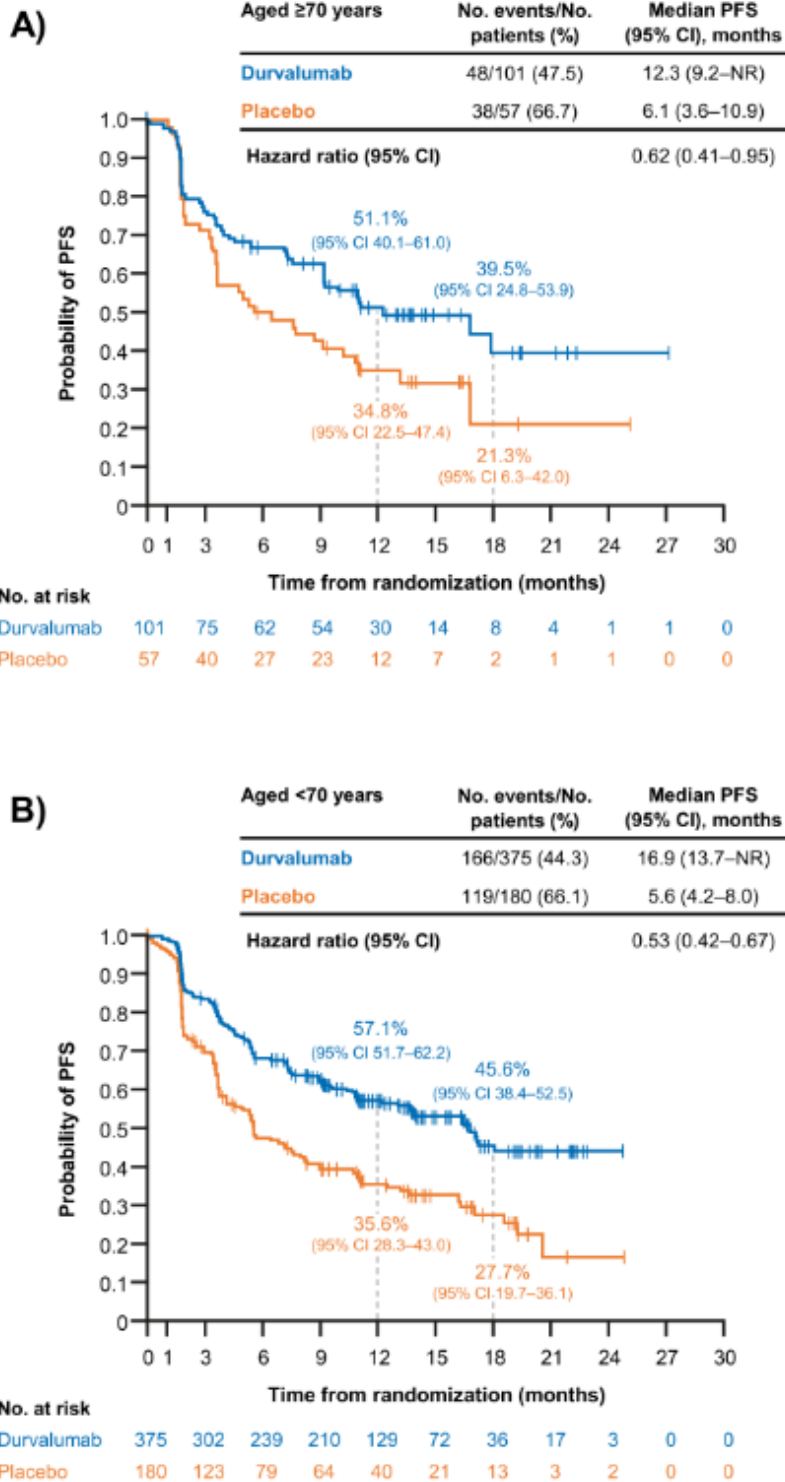 A)
Aged ≥70 years No. events/No. patients (%) Median PFS (95% CI), months
Durvalumab 48/101 (47.5) 12.3 (9.2–NR)
Placebo 38/57 (66.7) 6.1 (3.6–10.9)
Hazard ratio (95% CI) 0.62 (0.41–0.95)
Probability of PFS
1.0
0.9
0.8
0.7
0.6
0.5
0.4
0.3
0.2
0.1
0
51.1%
(95% CI 40.1–61.0)
39.5%
(95% CI 24.8–53.9)
34.8%
(95% CI 22.5–47.4)
21.3%
(95% CI 6.3–42.0)
0 1 3 6 9 12 15 18 21 24 27 30
Time from randomization (months)
No. at risk
Durvalumab 101 75 62 54 30 14 8 4 1 1 0
Placebo 57 40 27 23 12 7 2 1 1 0 0
B)
Aged <70 years No. events/No. patients (%) Median PFS (95% CI), months
Durvalumab 166/375 (44.3) 16.9 (13.7–NR)
Placebo 119/180 (66.1) 5.6 (4.2–8.0)
Hazard ratio (95% CI) 0.53 (0.42–0.67)
Probability of PFS
1.0
0.9
0.8
0.7
0.6
0.5
0.4
0.3
0.2
0.1
0
57.1%
(95% CI 51.7–62.2)
45.6%
(95% CI 38.4–52.5)
35.6%
(95% CI 28.3–43.0)
27.7%
(95% CI 19.7–36.1)
0 1 3 6 9 12 15 18 21 24 27 30
Time from randomization (months)
No. at risk
Durvalumab 375 302 239 210 129 72 36 17 3 0 0
Placebo 180 123 79 64 40 21 13 3 2 0 0